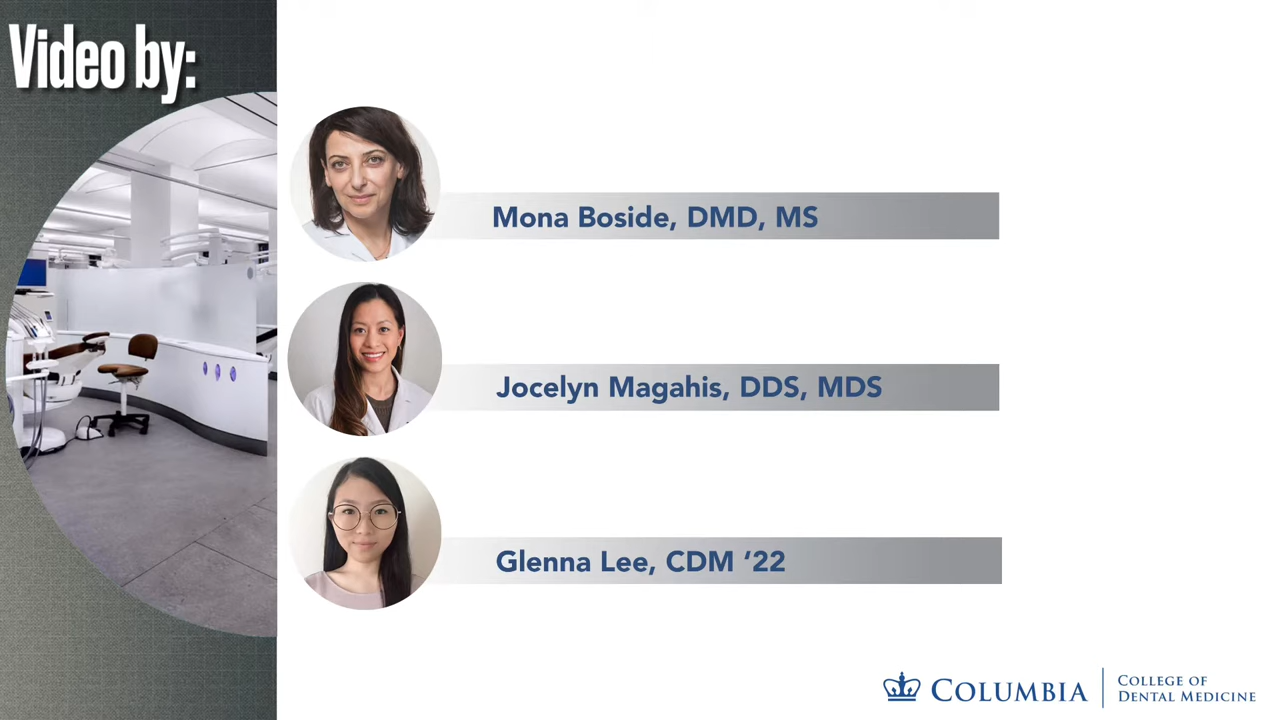 Video by:
Mona Boside, DMD, MS
Jocelyn Magahis, DDS, MDS
Glenna Lee, CDM ‘22
COLUMBIA
COLLEGE OF
DENTAL MEDICINE